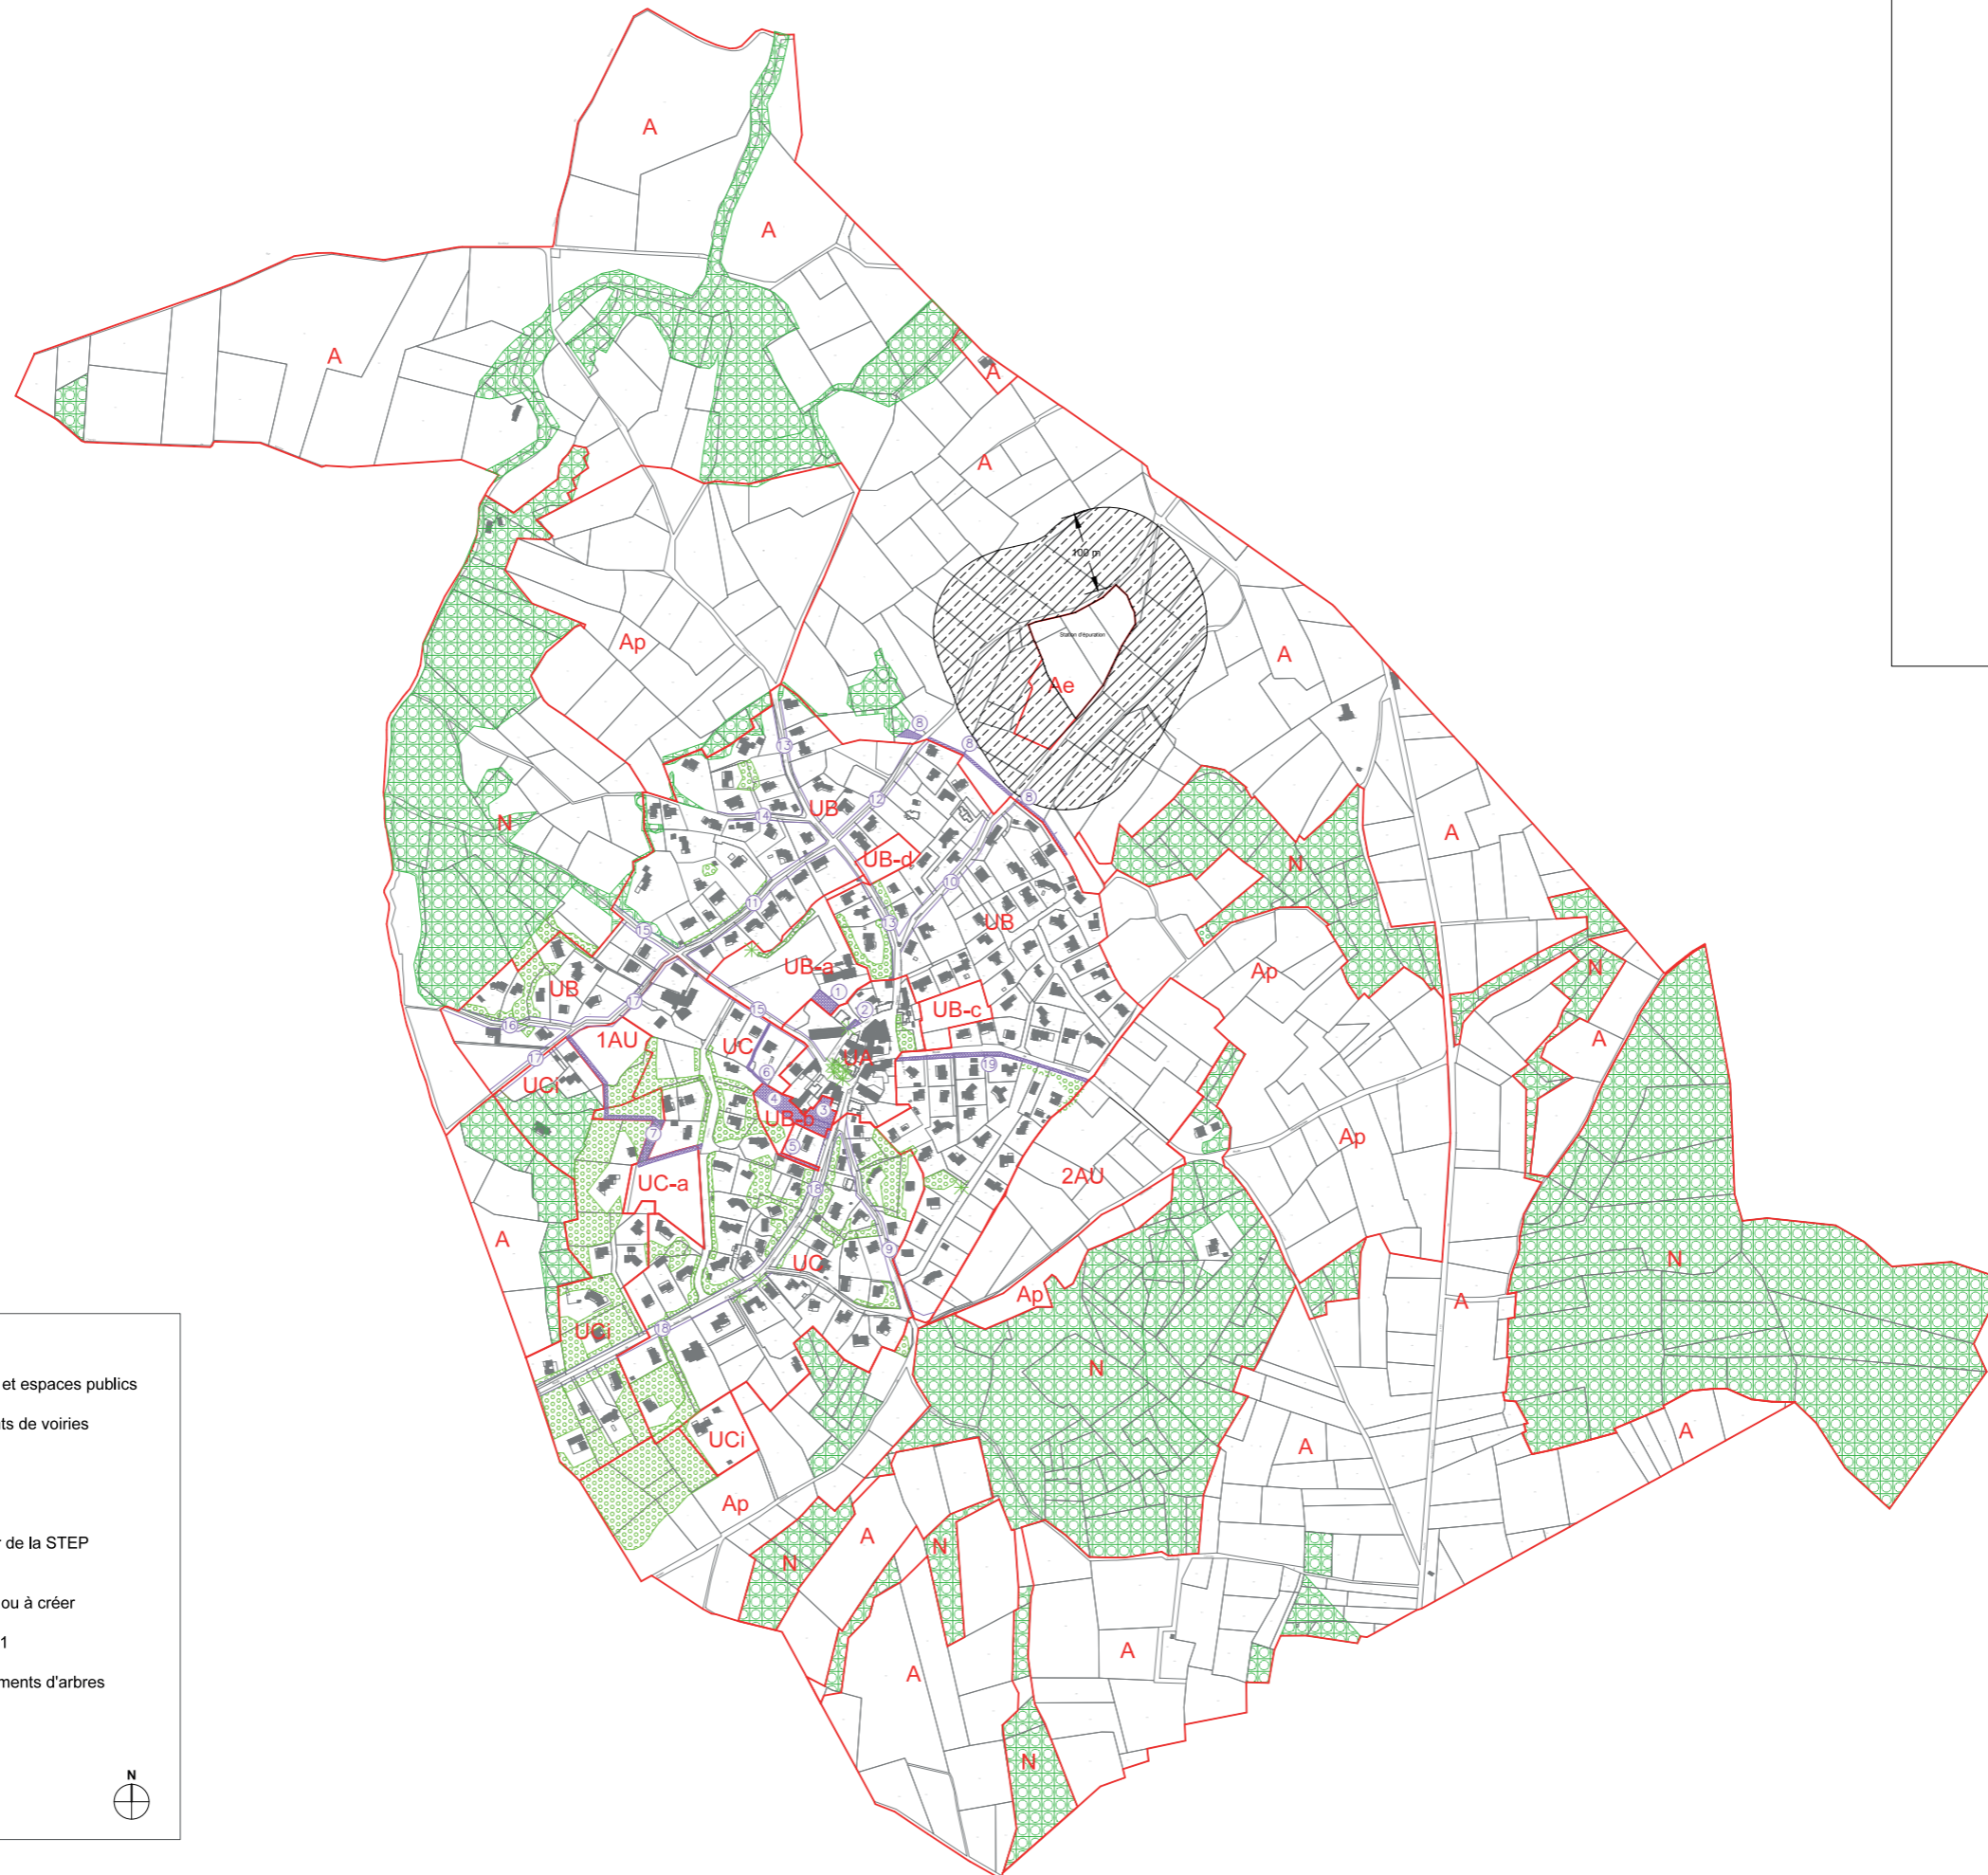 A
A
A
A
A
100 m
Station d'épuration
Ap
A
Ae
8
8
13
8
UB
12
14
N
A
UB-d
N
10
11
13
UB
15
UB-a
Ap
N
UB
1
17
15
2
UB-c
16
1AU
UC
A
UA
17
19
6
UCi
4
3
UB-b
7
5
Ap
2AU
UC-a
18
A
9
N
UC
Ap
A
UCi
18
N
UCi
A
A
Ap
A
N
N
A
A
N
et espaces publics
ts de voiries
r de la STEP
ou à créer
1
ments d'arbres
N